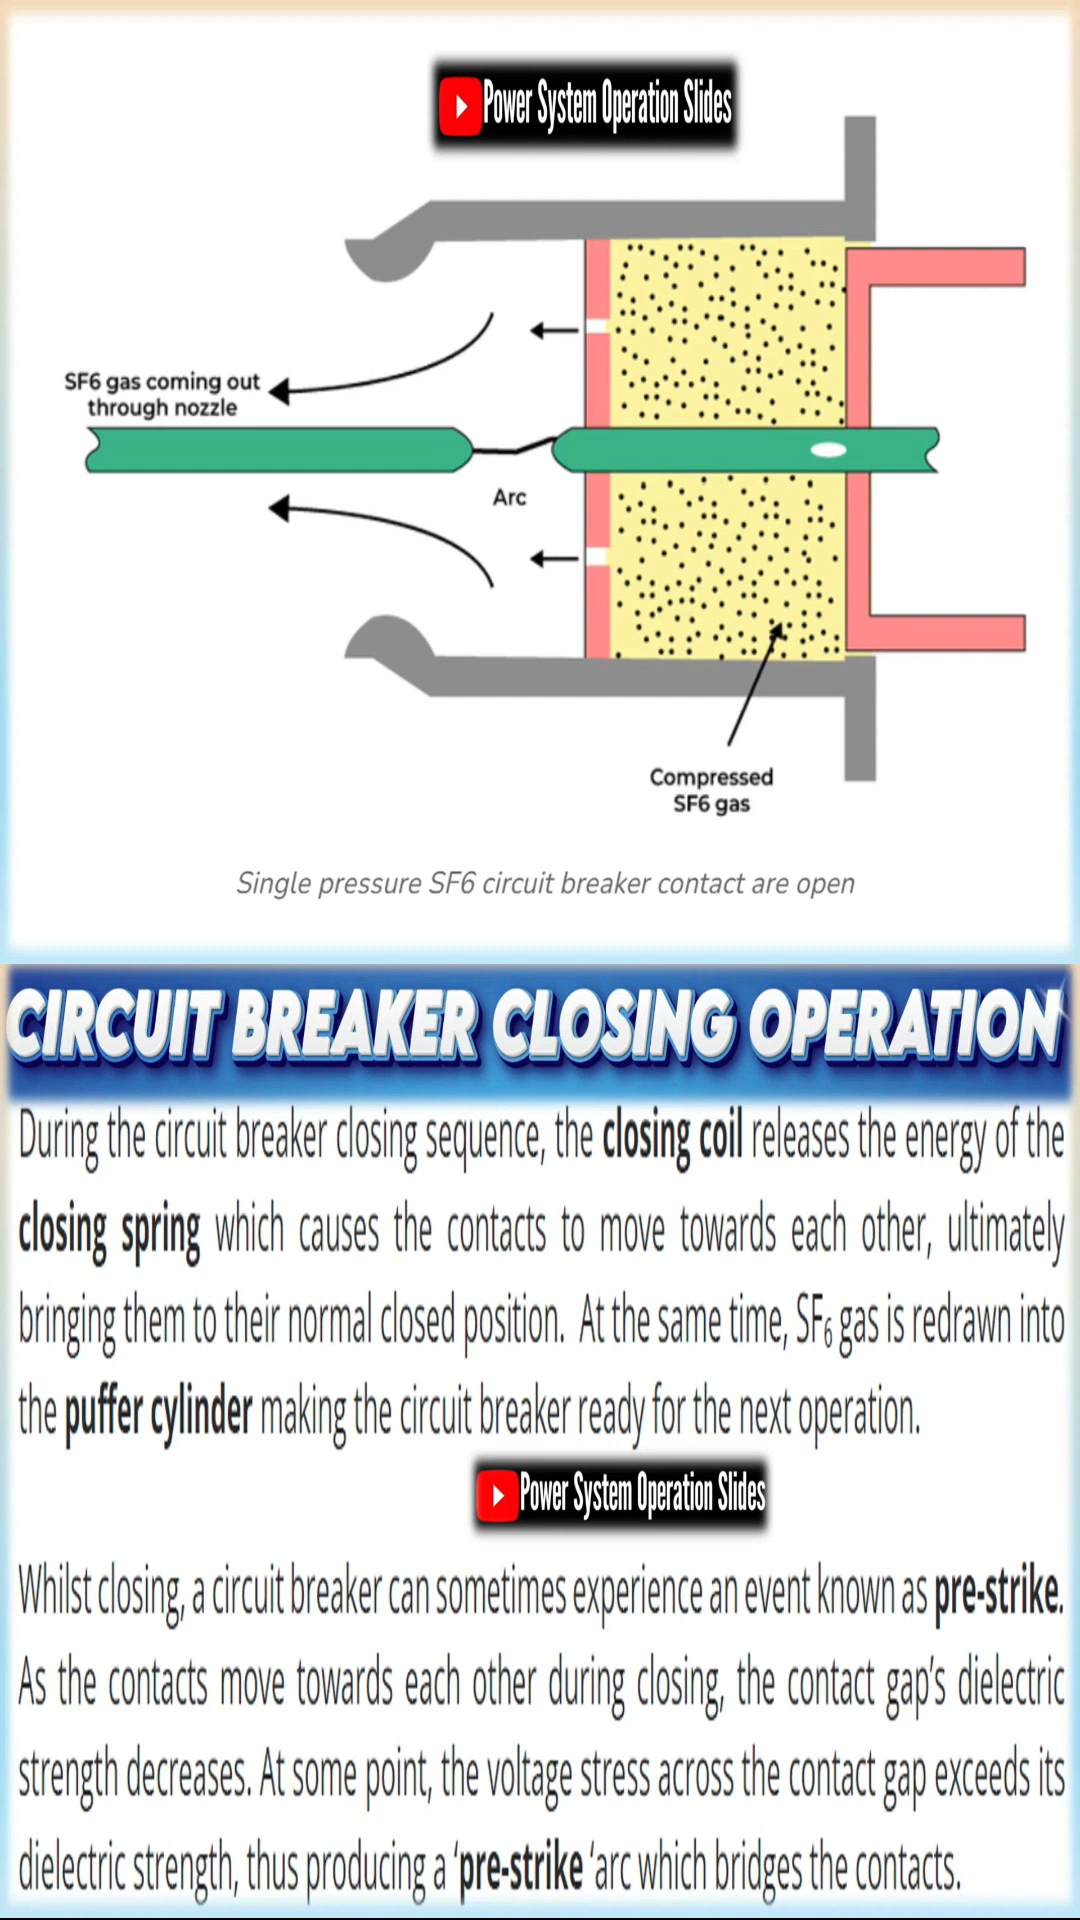 Power System Operation Slides
SF6 gas coming out
through nozzle
Arc
Compressed
SF6 gas
Single pressure SF6 circuit breaker contact are open
CIRCUIT BREAKER CLOSING OPERATION
During the circuit breaker closing sequence, the closing coil releases the energy of the
closing spring which causes the contacts to move towards each other, ultimately
bringing them to their normal closed position. At the same time, SF₆ gas is redrawn into
the puffer cylinder making the circuit breaker ready for the next operation.
Power System Operation Slides
Whilst closing, a circuit breaker can sometimes experience an event known as pre-strike.
As the contacts move towards each other during closing, the contact gap’s dielectric
strength decreases. At some point, the voltage stress across the contact gap exceeds its
dielectric strength, thus producing a ‘pre-strike ‘arc which bridges the contacts.